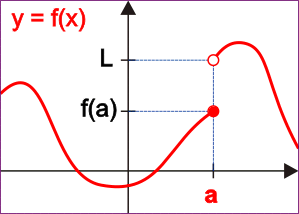 y = f(x)
L
f(a)
a